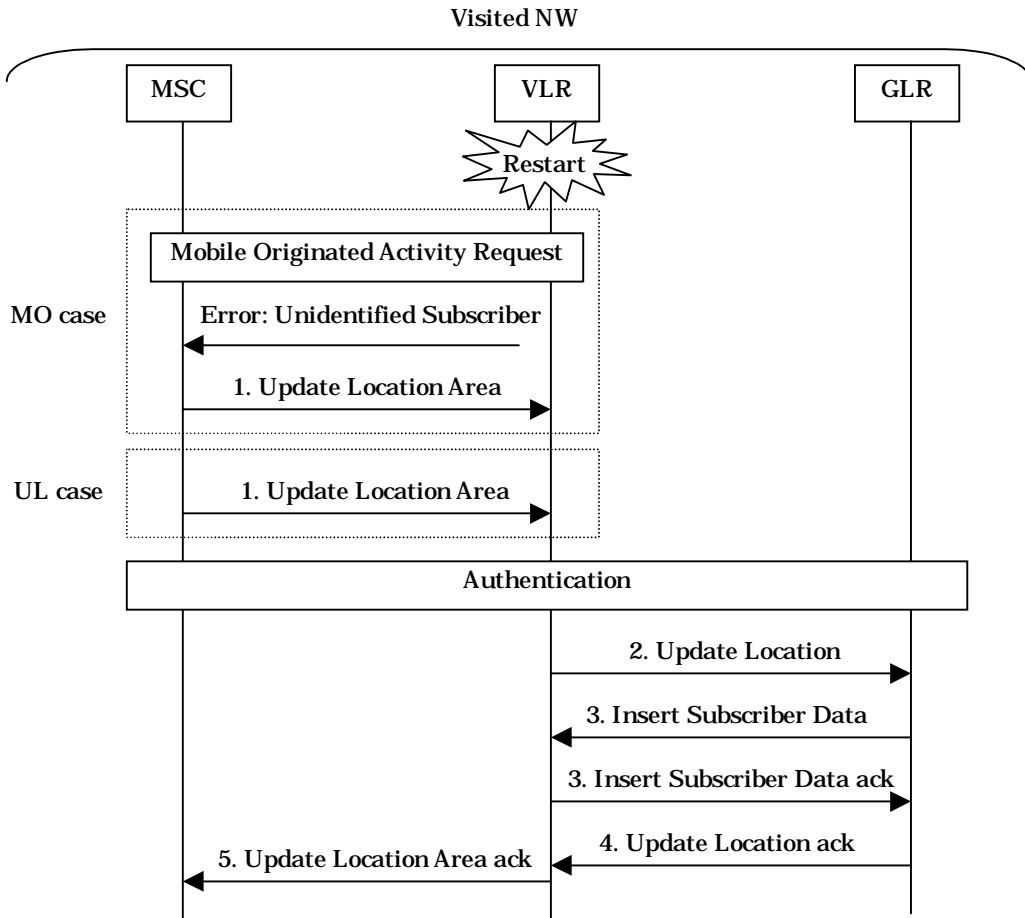 Visited NW
MSC
VLR
GLR
Restart
Mobile Originated Activity Request
MO case
Error: Unidentified Subscriber
1. Update Location Area
UL case
1. Update Location Area
Authentication
2. Update Location
3. Insert Subscriber Data
3. Insert Subscriber Data ack
4. Update Location ack
5. Update Location Area ack